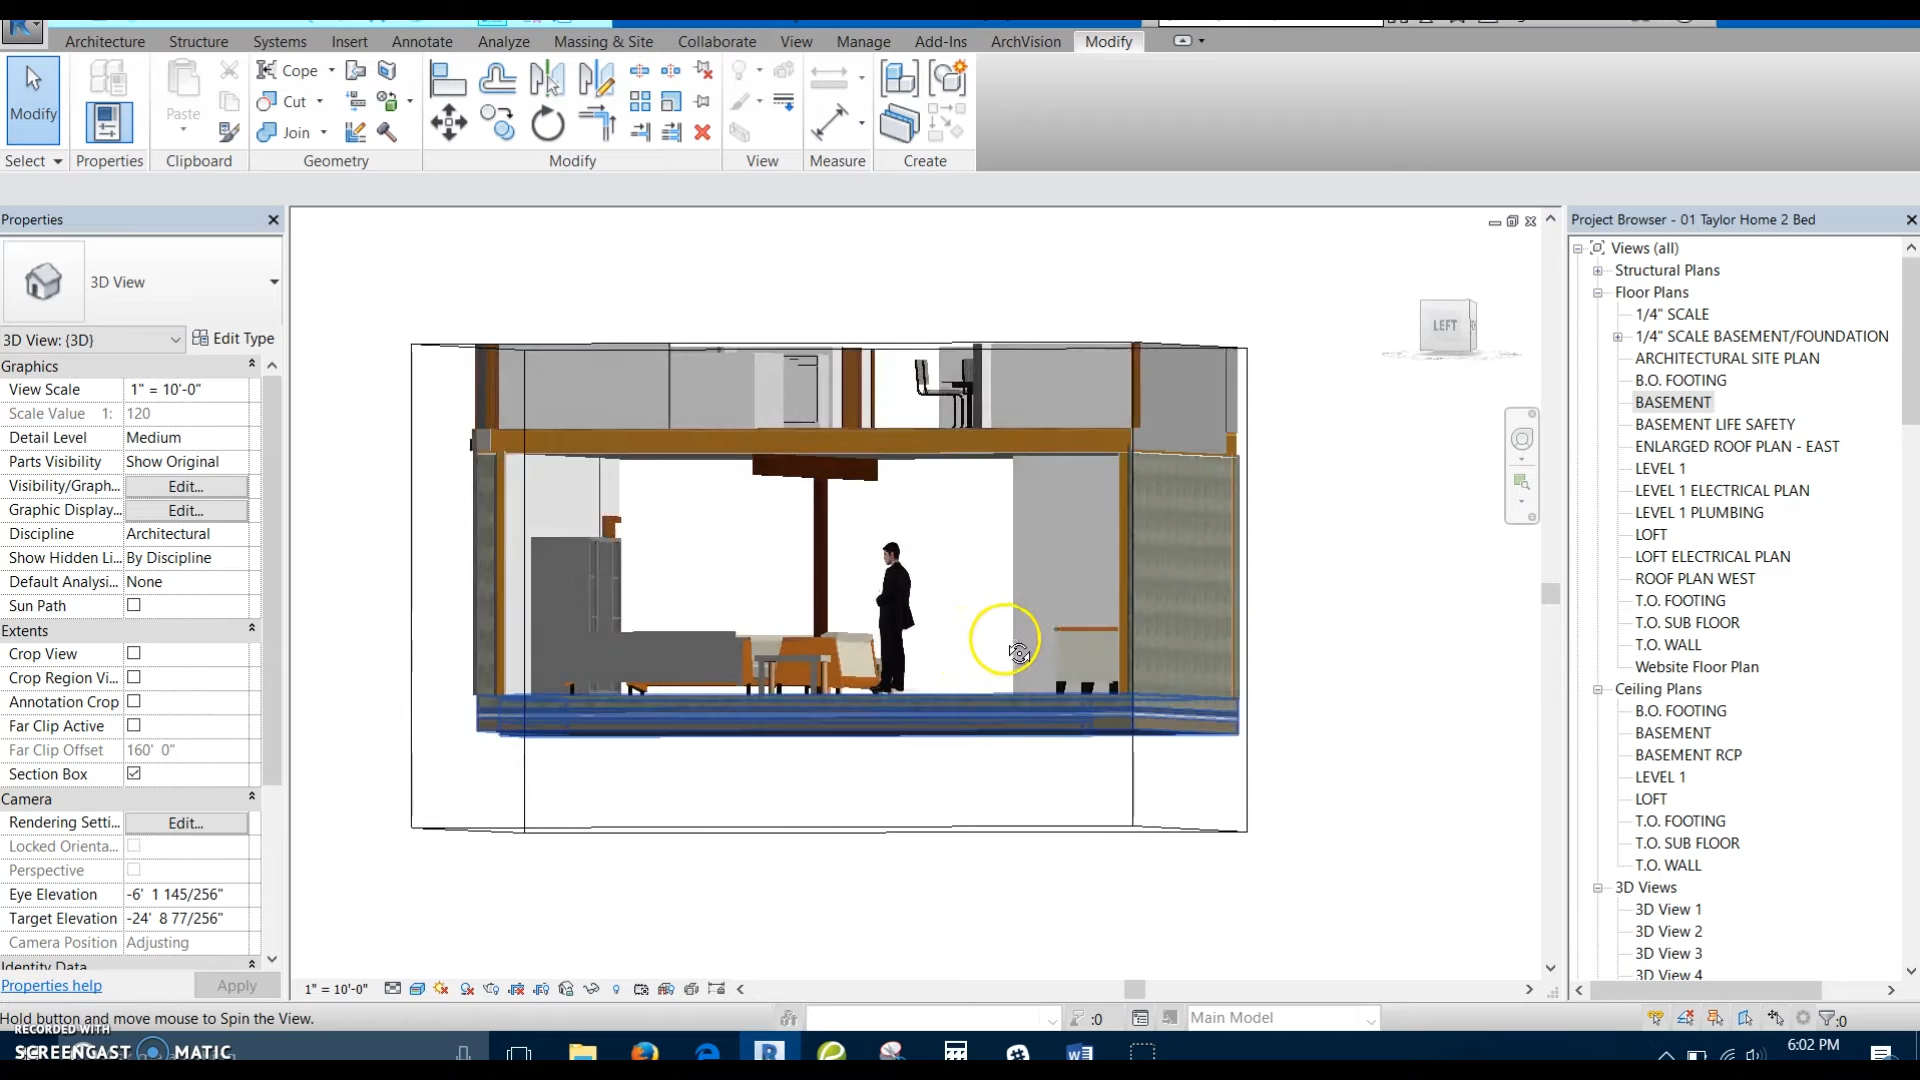 Architecture Structure Systems Insert Annotate Analyze Massing & Site Collaborate View Manage Add-Ins ArchVision Modify
Modify
Paste
Cope
Cut
Join
Select Properties Clipboard Geometry Modify View Measure Create
Properties
3D View
3D View: {3D} Edit Type
Graphics
View Scale 1" = 10'-0"
Scale Value 1: 120
Detail Level Medium
Parts Visibility Show Original
Visibility/Graph... Edit...
Graphic Display... Edit...
Discipline Architectural
Show Hidden Li... By Discipline
Default Analysi... None
Sun Path
Extents
Crop View
Crop Region Vi...
Annotation Crop
Far Clip Active
Far Clip Offset 160' 0"
Section Box
Camera
Rendering Setti... Edit...
Locked Orienta...
Perspective
Eye Elevation -6' 1 145/256"
Target Elevation -24' 8 77/256"
Camera Position Adjusting
Identity Data
Properties help Apply
LEFT
Project Browser - 01 Taylor Home 2 Bed
Views (all)
Structural Plans
Floor Plans
1/4" SCALE
1/4" SCALE BASEMENT/FOUNDATION
ARCHITECTURAL SITE PLAN
B.O. FOOTING
BASEMENT
BASEMENT LIFE SAFETY
ENLARGED ROOF PLAN - EAST
LEVEL 1
LEVEL 1 ELECTRICAL PLAN
LEVEL 1 PLUMBING
LOFT
LOFT ELECTRICAL PLAN
ROOF PLAN WEST
T.O. FOOTING
T.O. SUB FLOOR
T.O. WALL
Website Floor Plan
Ceiling Plans
B.O. FOOTING
BASEMENT
BASEMENT RCP
LEVEL 1
LOFT
T.O. FOOTING
T.O. SUB FLOOR
T.O. WALL
3D Views
3D View 1
3D View 2
3D View 3
3D View 4
1" = 10'-0"
Hold button and move mouse to Spin the View.
:0
Main Model
:0
RECORDED WITH
SCREENCAST MATIC
6:02 PM